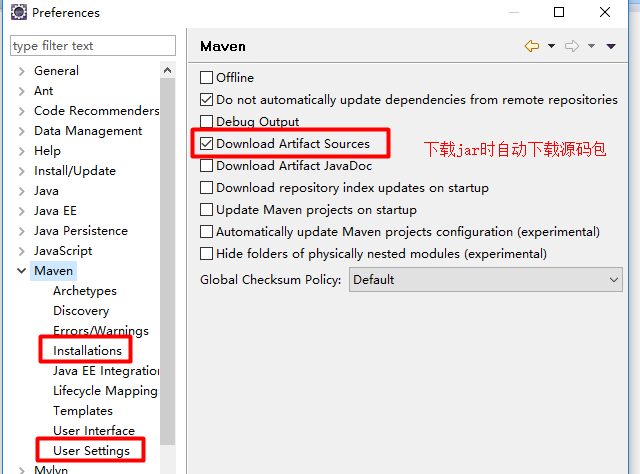 Preferences
type filter text
General
Ant
Code Recommenders
Data Management
Help
Install/Update
Java
Java EE
Java Persistence
JavaScript
Maven
Archetypes
Discovery
Errors/Warnings
Installations
Java EE Integration
Lifecycle Mapping
Templates
User Interface
User Settings
Mylyn
Maven
Offline
Do not automatically update dependencies from remote repositories
Debug Output
Download Artifact Sources
下载jar时自动下载源码包
Download Artifact JavaDoc
Download repository index updates on startup
Update Maven projects on startup
Automatically update Maven projects configuration (experimental)
Hide folders of physically nested modules (experimental)
Global Checksum Policy: Default